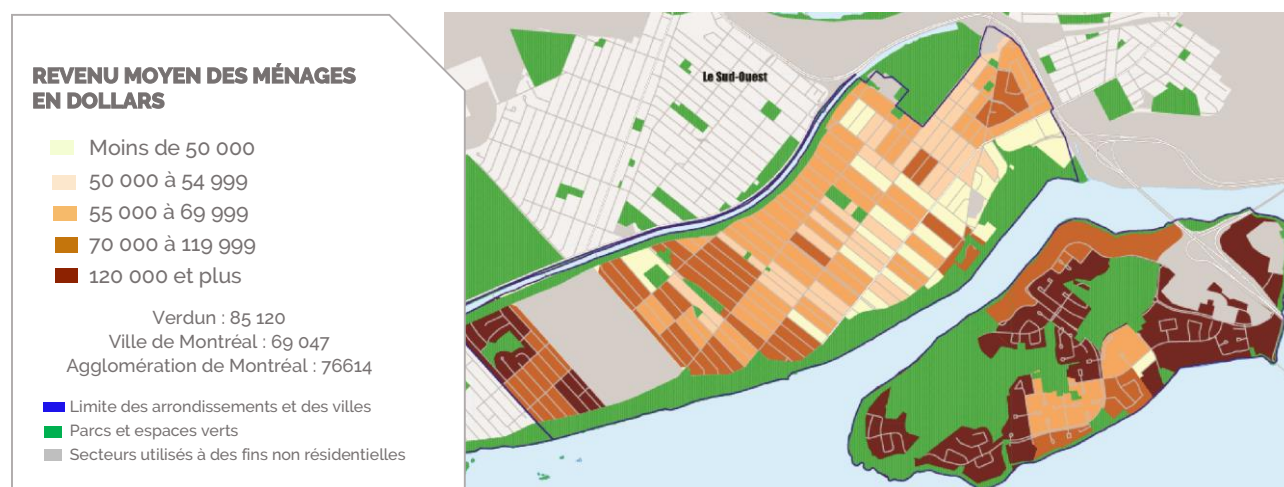 REVENU MOYEN DES MÉNAGES
EN DOLLARS
Moins de 50 000
50 000 à 54 999
55 000 à 69 999
70 000 à 119 999
120 000 et plus
Verdun : 85 120
Ville de Montréal : 69 047
Agglomération de Montréal : 76614
Limite des arrondissements et des villes
Parcs et espaces verts
Secteurs utilisés à des fins non résidentielles
Le Sud-Ouest